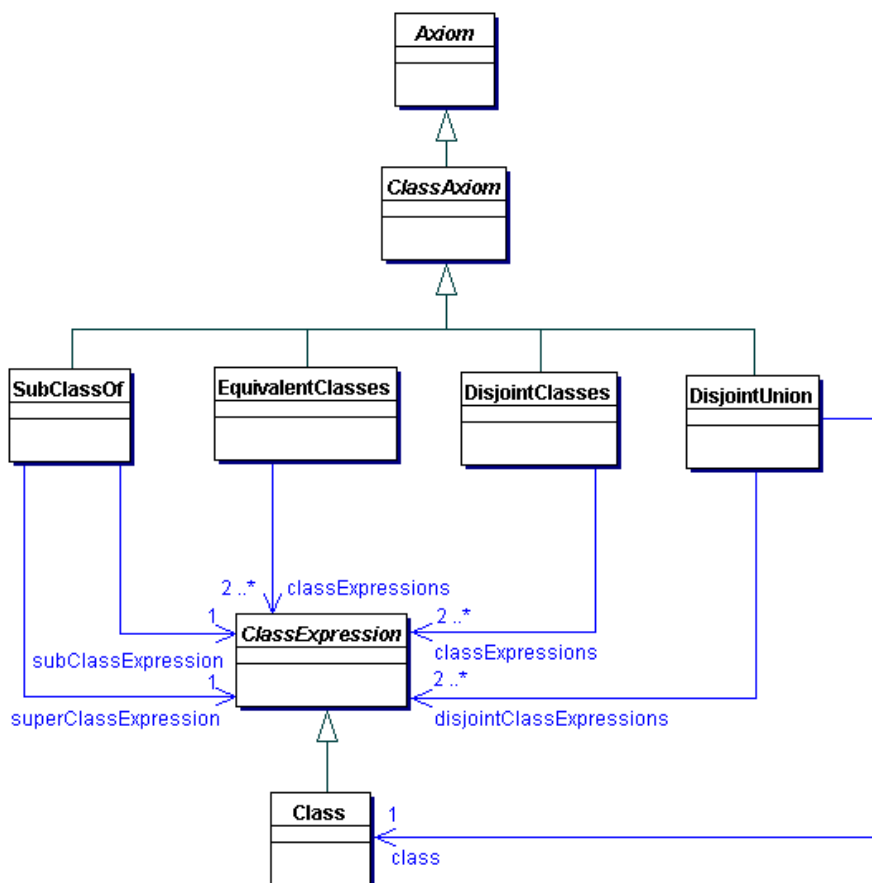 Axiom
ClassAxiom
SubClassOf
EquivalentClasses
DisjointClasses
DisjointUnion
2 ..* classExpressions
1
ClassExpression
2 ..*
subClassExpression
classExpressions
1
2 ..*
superClassExpression
disjointClassExpressions
Class
1
class